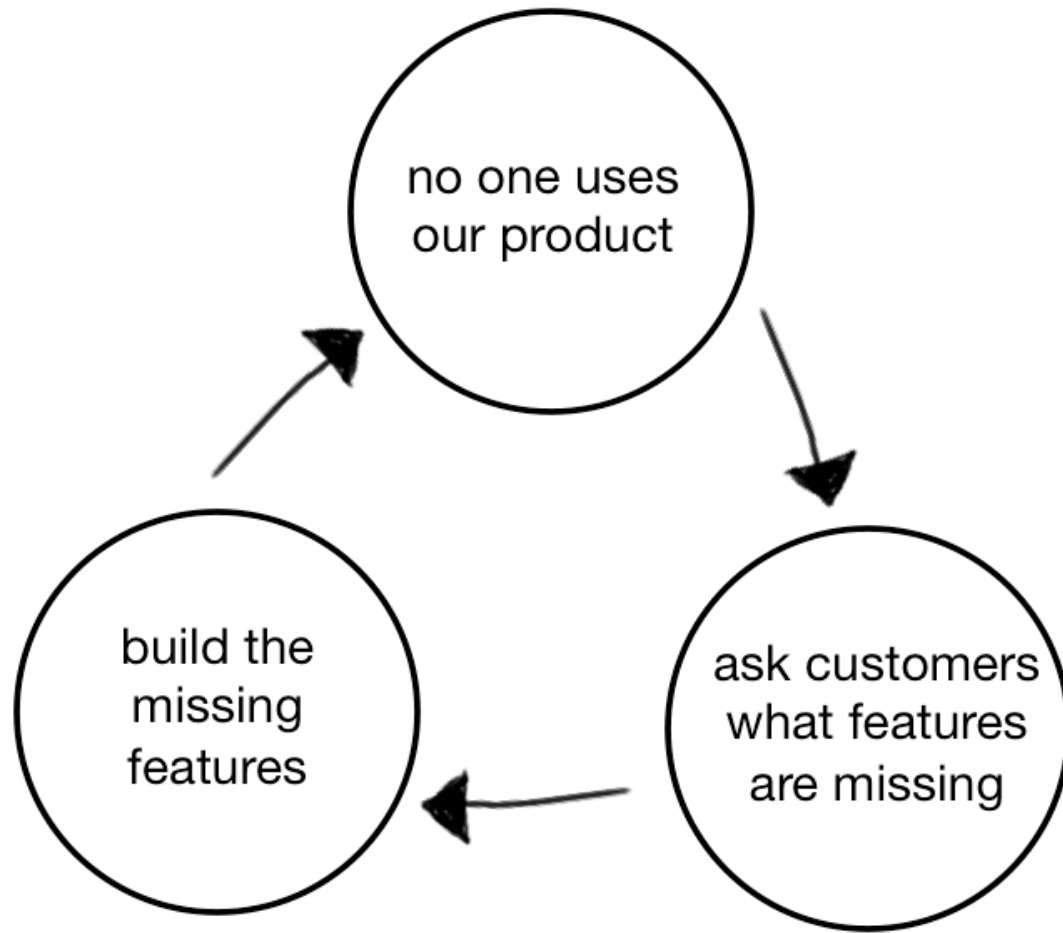 no one uses
our product
ask customers
what features
are missing
build the
missing
features